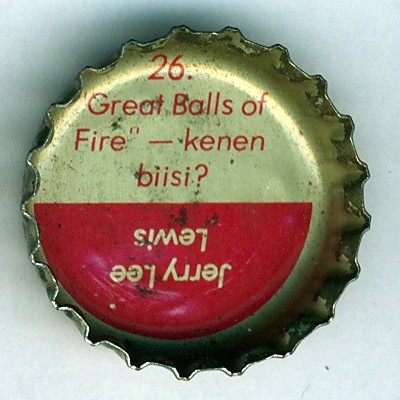 26.
"Great Balls of
Fire" — kenen
biisi?
Jerry Lee
Lewis